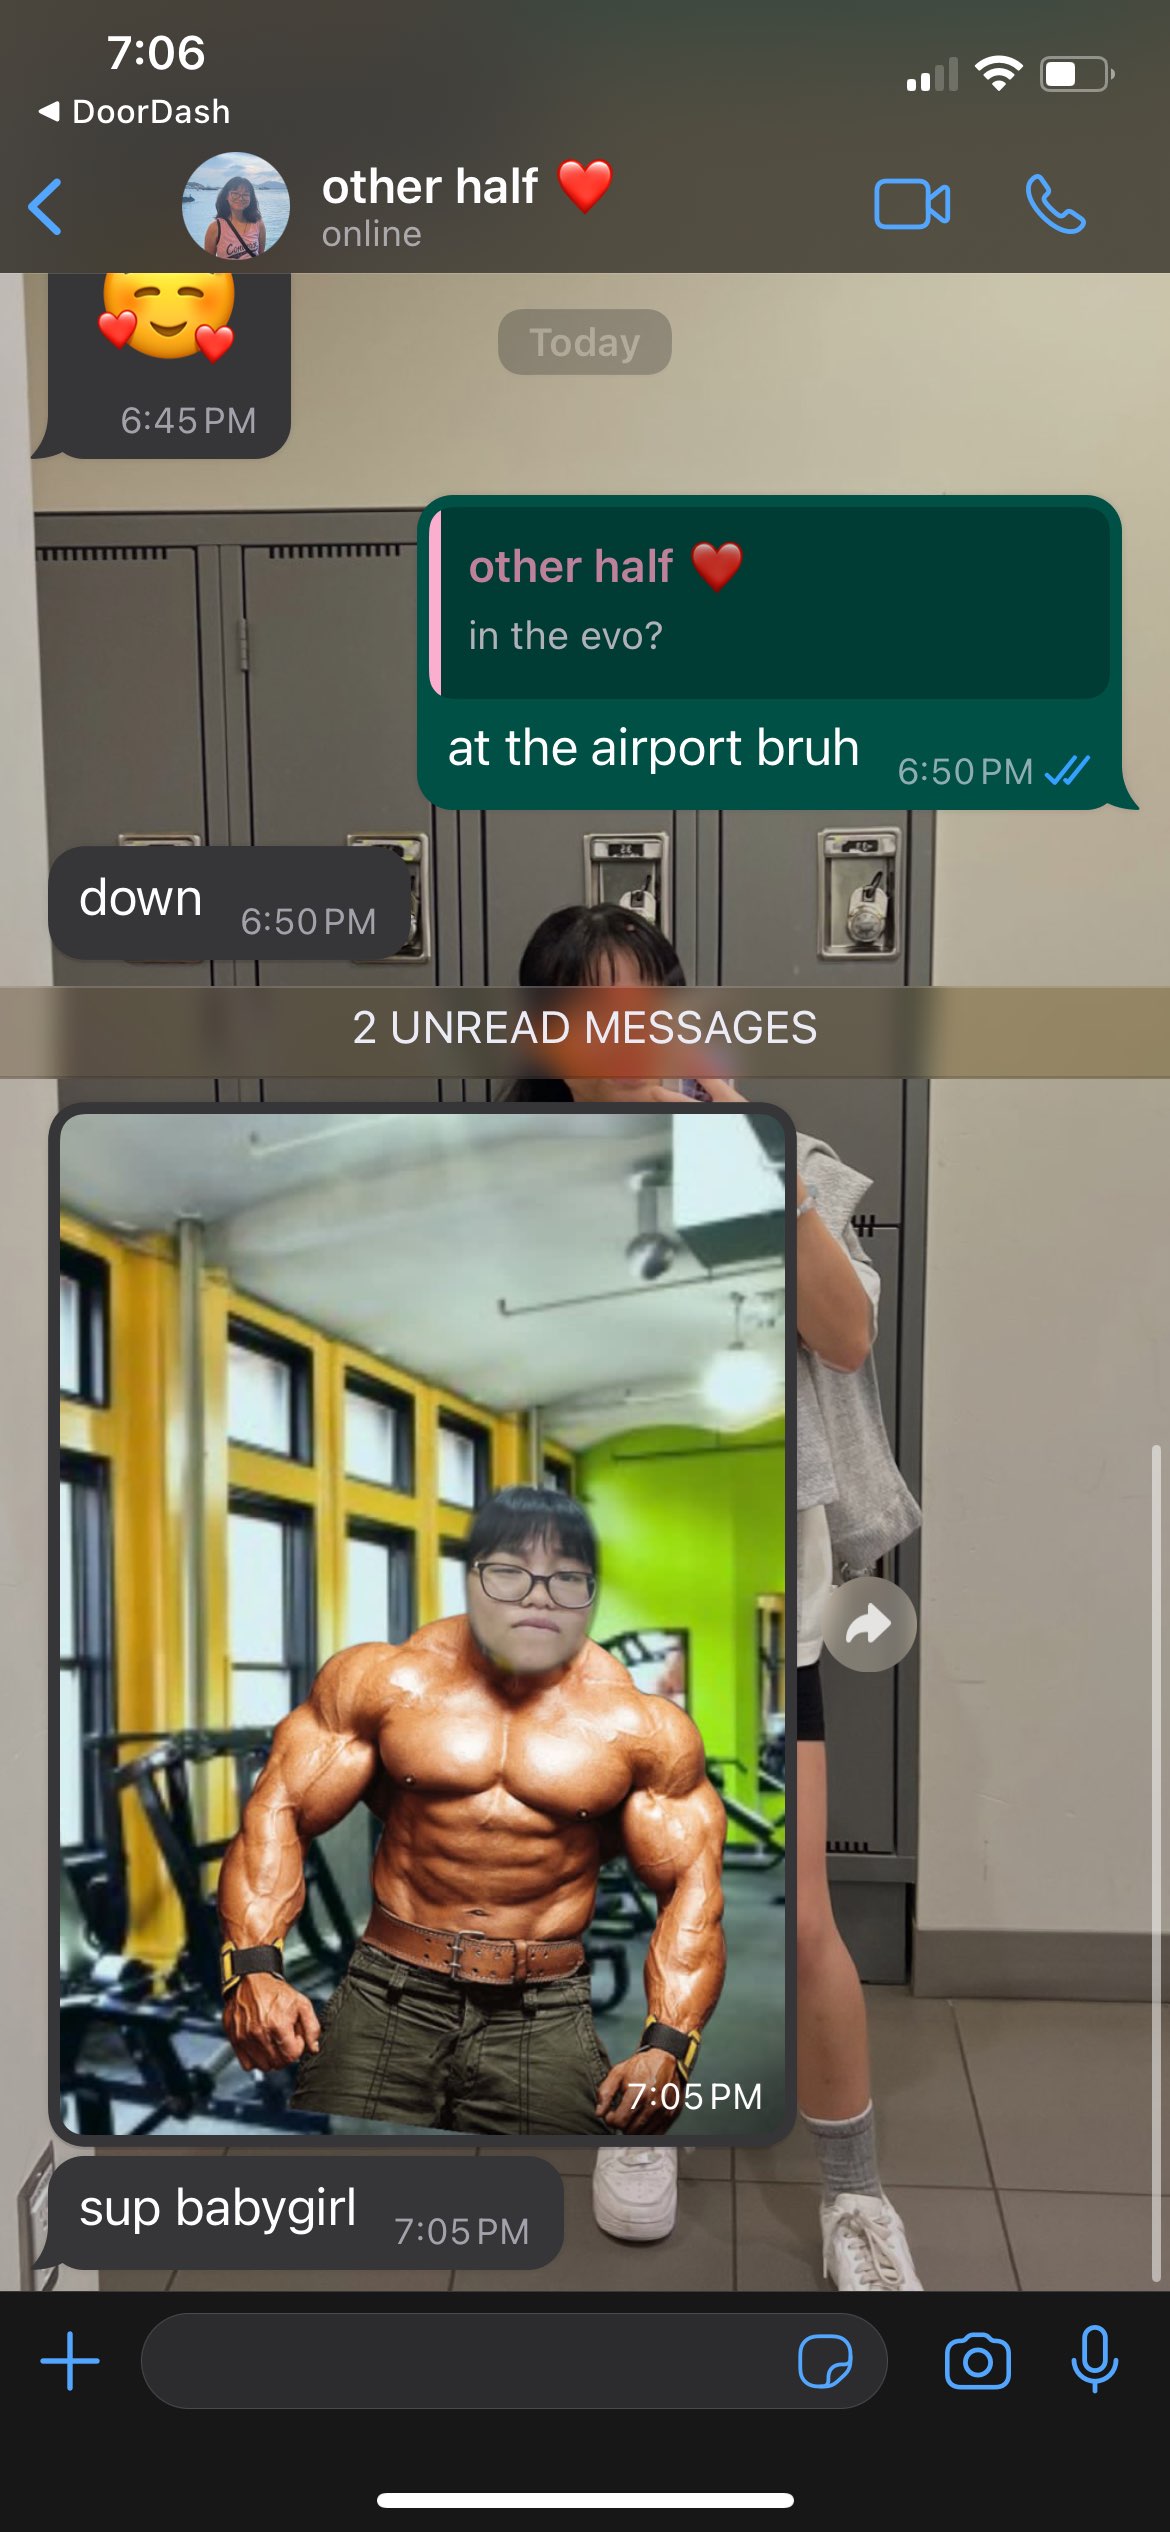 7:06
DoorDash
other half ❤️
online
Today
6:45 PM
other half ❤️
in the evo?
at the airport bruh
6:50 PM
down
6:50 PM
2 UNREAD MESSAGES
7:05 PM
sup babygirl
7:05 PM